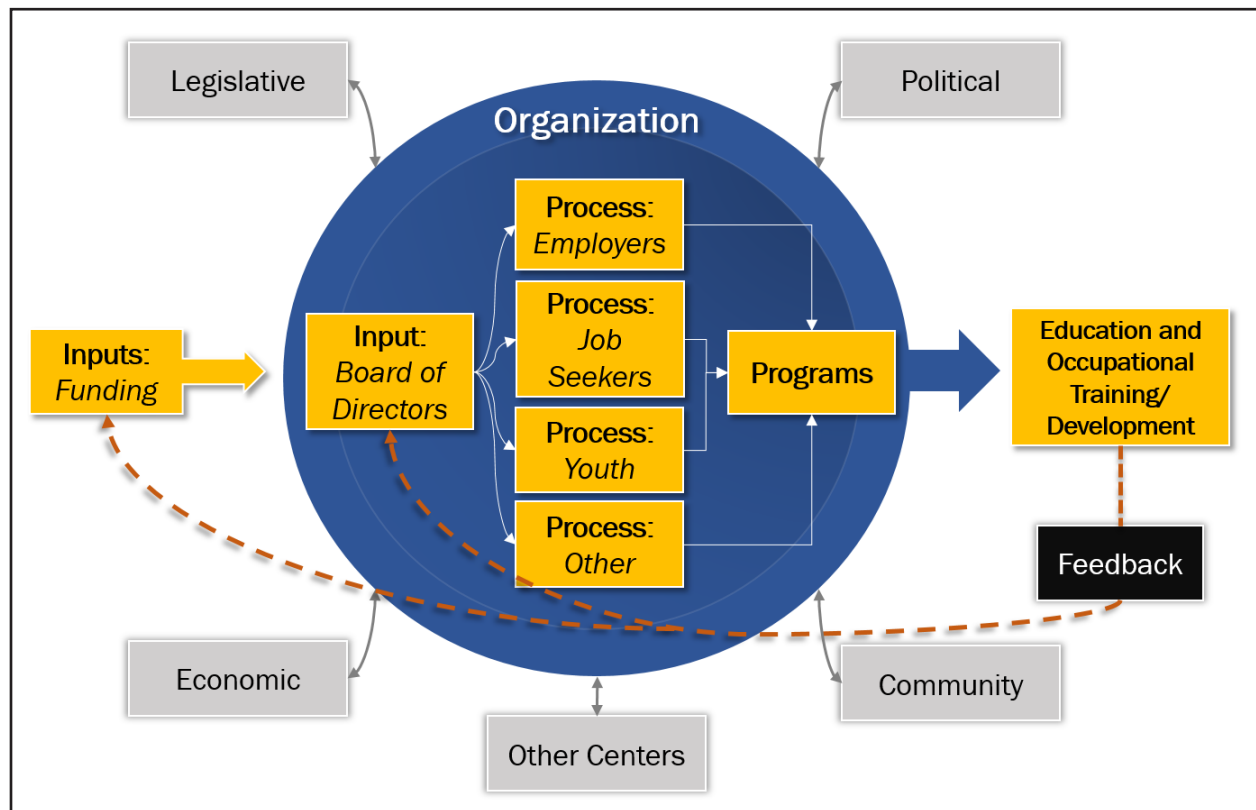 Legislative
Political
Organization
Process:
Employers
Process:
Job
Seekers
Process:
Youth
Process:
Other
Inputs:
Funding
Input:
Board of
Directors
Programs
Education and
Occupational
Training/
Development
Feedback
Economic
Other Centers
Community